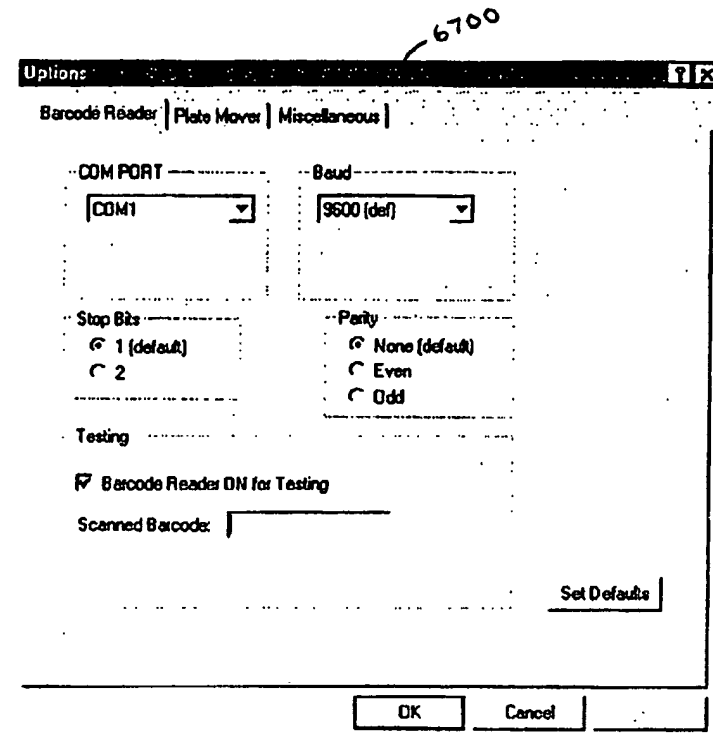 6700
Options
Barcode Reader Plate Mover Miscellaneous
COM PORT
COM1
Baud
9600 (def)
Stop Bits
1 (default)
2
Parity
None (default)
Even
Odd
Testing
Barcode Reader ON for Testing
Scanned Barcode:
Set Defaults
OK Cancel